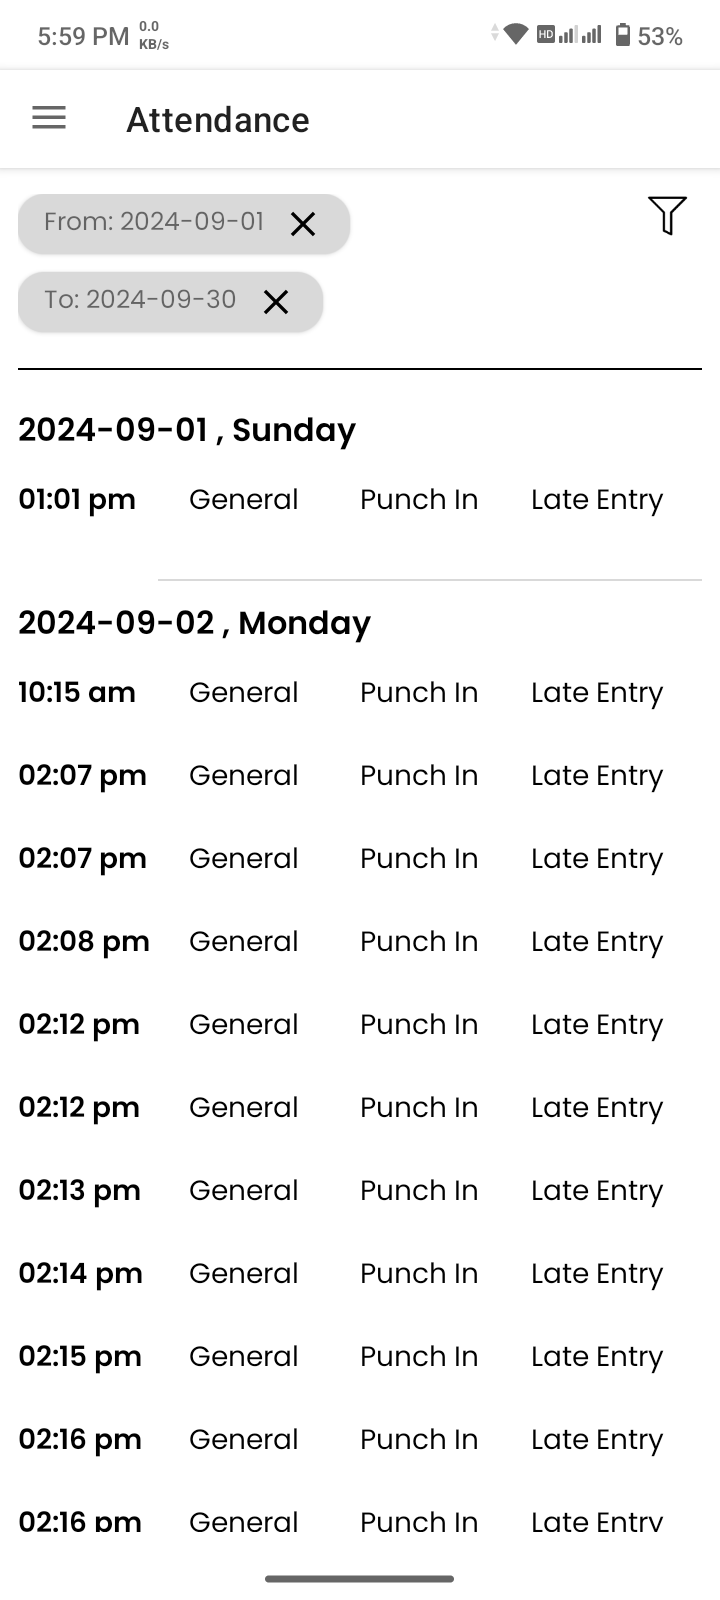 5:59 PM 0.0 KB/s HD 53%
Attendance
From: 2024-09-01
To: 2024-09-30
2024-09-01 , Sunday
01:01 pm General Punch In Late Entry
2024-09-02 , Monday
10:15 am General Punch In Late Entry
02:07 pm General Punch In Late Entry
02:07 pm General Punch In Late Entry
02:08 pm General Punch In Late Entry
02:12 pm General Punch In Late Entry
02:12 pm General Punch In Late Entry
02:13 pm General Punch In Late Entry
02:14 pm General Punch In Late Entry
02:15 pm General Punch In Late Entry
02:16 pm General Punch In Late Entry
02:16 pm General Punch In Late Entry